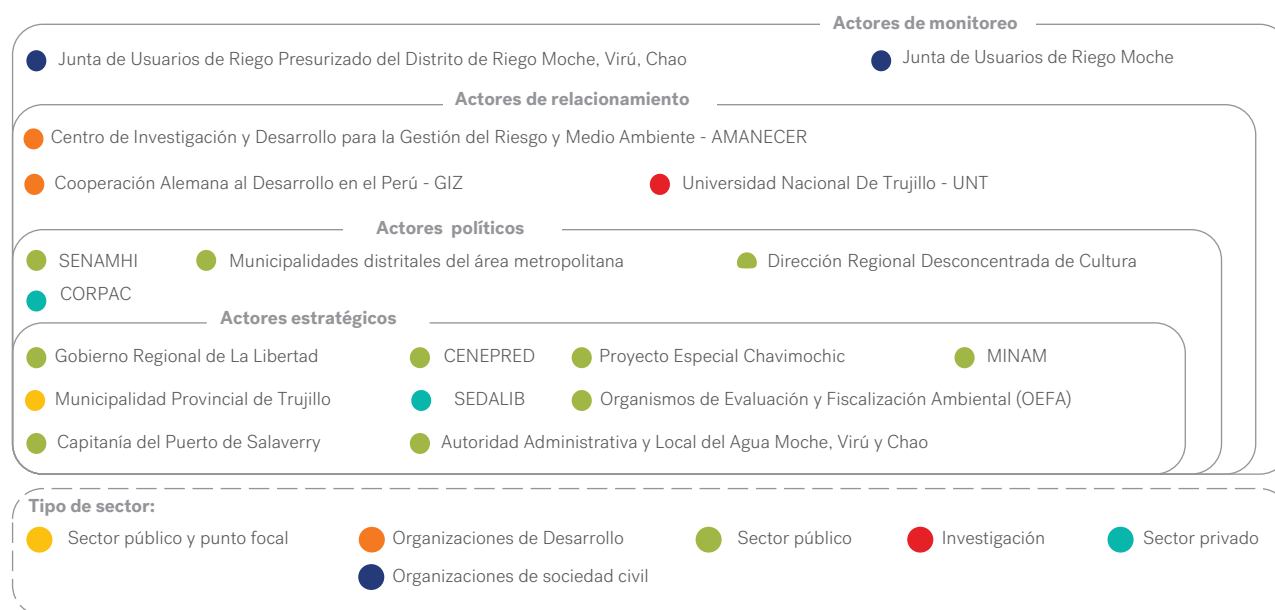 Actores de monitoreo
Junta de Usuarios de Riego Presurizado del Distrito de Riego Moche, Virú, Chao
Junta de Usuarios de Riego Moche
Actores de relacionamiento
Centro de Investigación y Desarrollo para la Gestión del Riesgo y Medio Ambiente - AMANECER
Cooperación Alemana al Desarrollo en el Perú - GIZ
Universidad Nacional De Trujillo - UNT
Actores políticos
SENAMHI
Municipalidades distritales del área metropolitana
Dirección Regional Desconcentrada de Cultura
CORPAC
Actores estratégicos
Gobierno Regional de La Libertad
CENEPRED
Proyecto Especial Chavimochic
MINAM
Municipalidad Provincial de Trujillo
SEDALIB
Organismos de Evaluación y Fiscalización Ambiental (OEFA)
Capitanía del Puerto de Salaverry
Autoridad Administrativa y Local del Agua Moche, Virú y Chao
Tipo de sector:
Sector público y punto focal
Organizaciones de Desarrollo
Sector público
Investigación
Sector privado
Organizaciones de sociedad civil